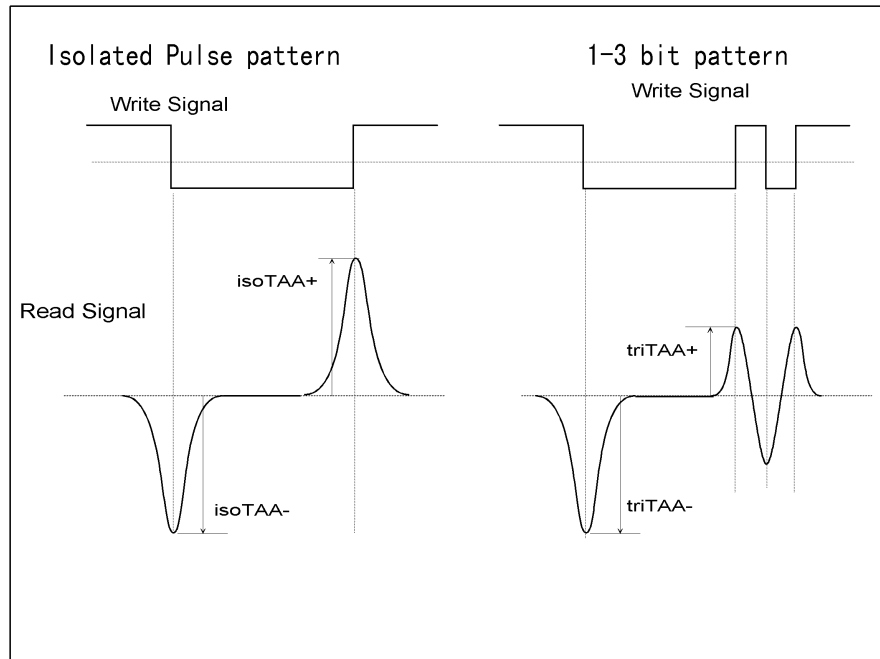 Isolated Pulse pattern
Write Signal
isoTAA+
Read Signal
isoTAA-
1-3 bit pattern
Write Signal
triTAA+
triTAA-